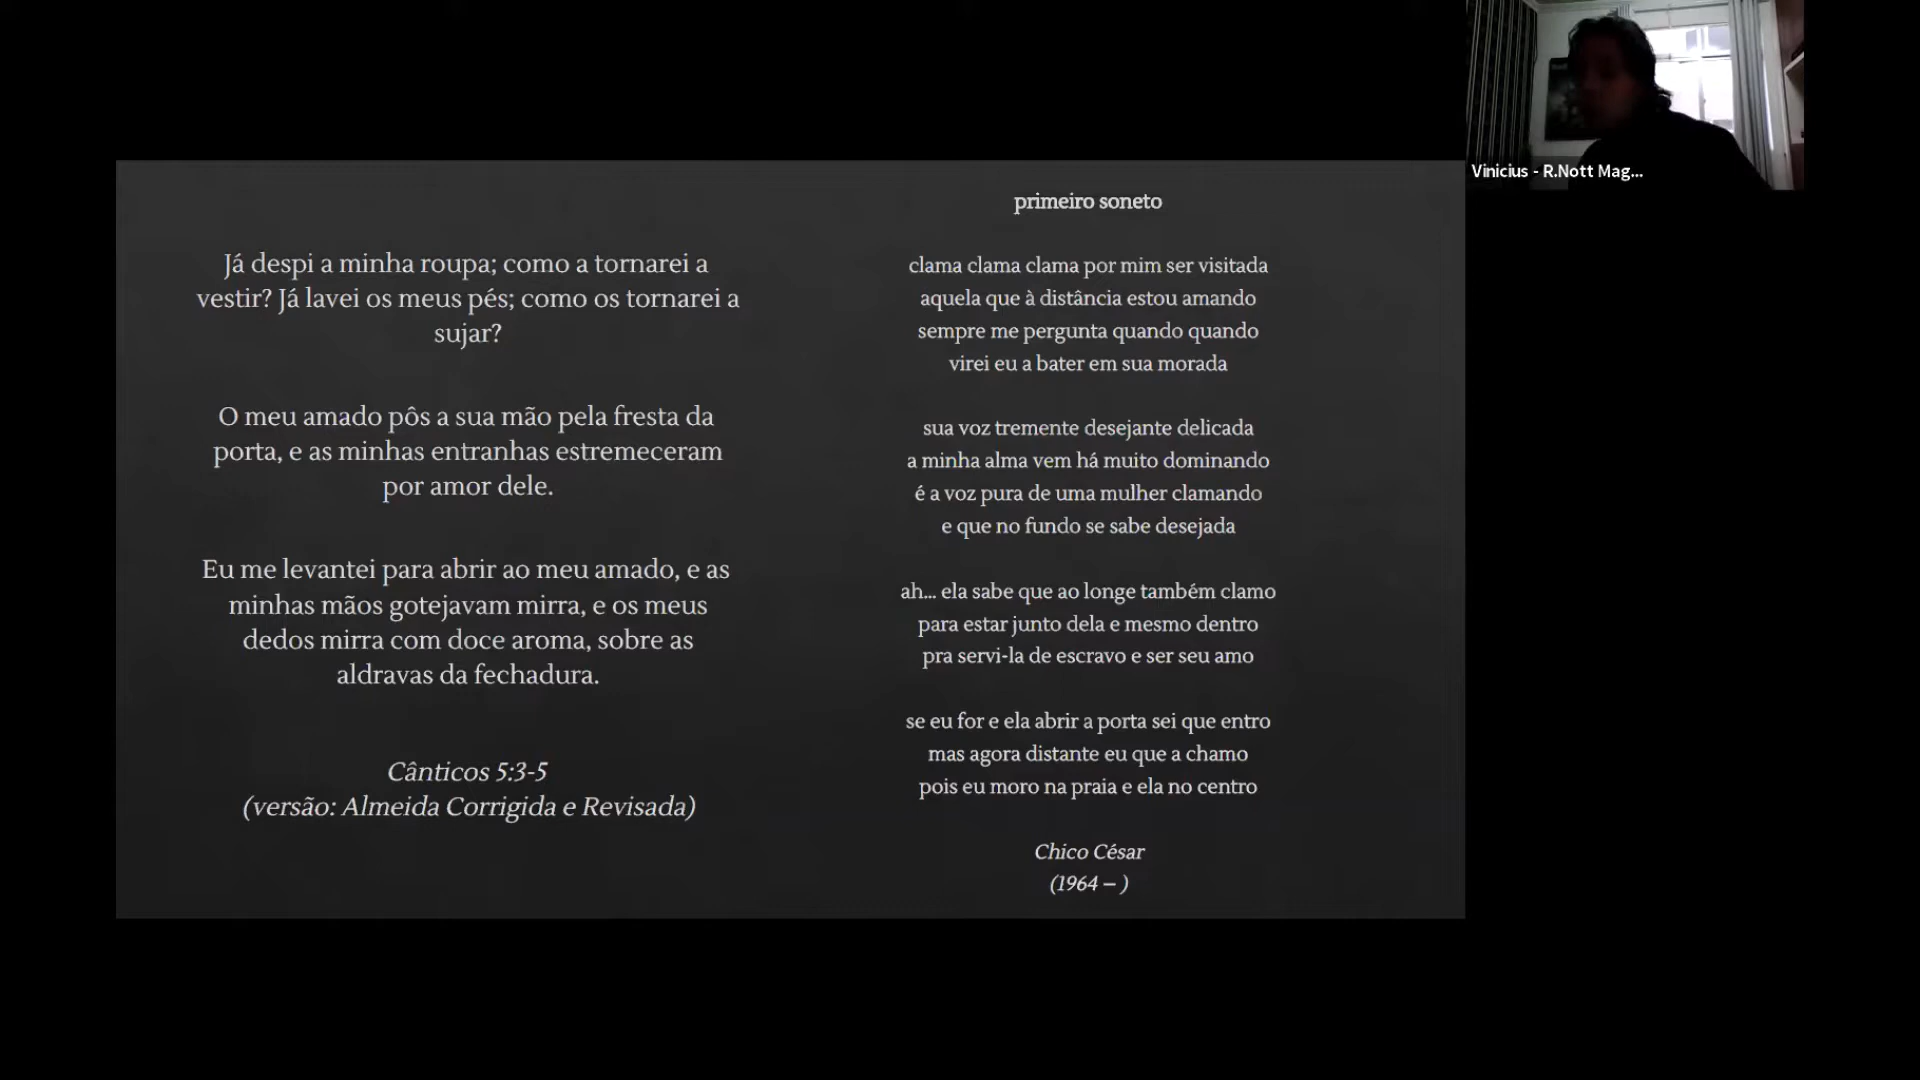 Já despi a minha roupa; como a tornarei a
vestir? Já lavei os meus pés; como os tornarei a
sujar?
O meu amado pôs a sua mão pela fresta da
porta, e as minhas entranhas estremeceram
por amor dele.
Eu me levantei para abrir ao meu amado, e as
minhas mãos gotejavam mirra, e os meus
dedos mirra com doce aroma, sobre as
aldravas da fechadura.
Cânticos 5:3-5
(versão: Almeida Corrigida e Revisada)
primeiro soneto
clama clama clama por mim ser visitada
aquela que à distância estou amando
sempre me pergunta quando quando
virei eu a bater em sua morada
sua voz tremente desejante delicada
a minha alma vem há muito dominando
é a voz pura de uma mulher clamando
e que no fundo se sabe desejada
ah... ela sabe que ao longe também clamo
para estar junto dela e mesmo dentro
pra servi-la de escravo e ser seu amo
se eu for e ela abrir a porta sei que entro
mas agora distante eu que a chamo
pois eu moro na praia e ela no centro
Chico César
(1964 – )
Vinicius - R.Nott Mag...